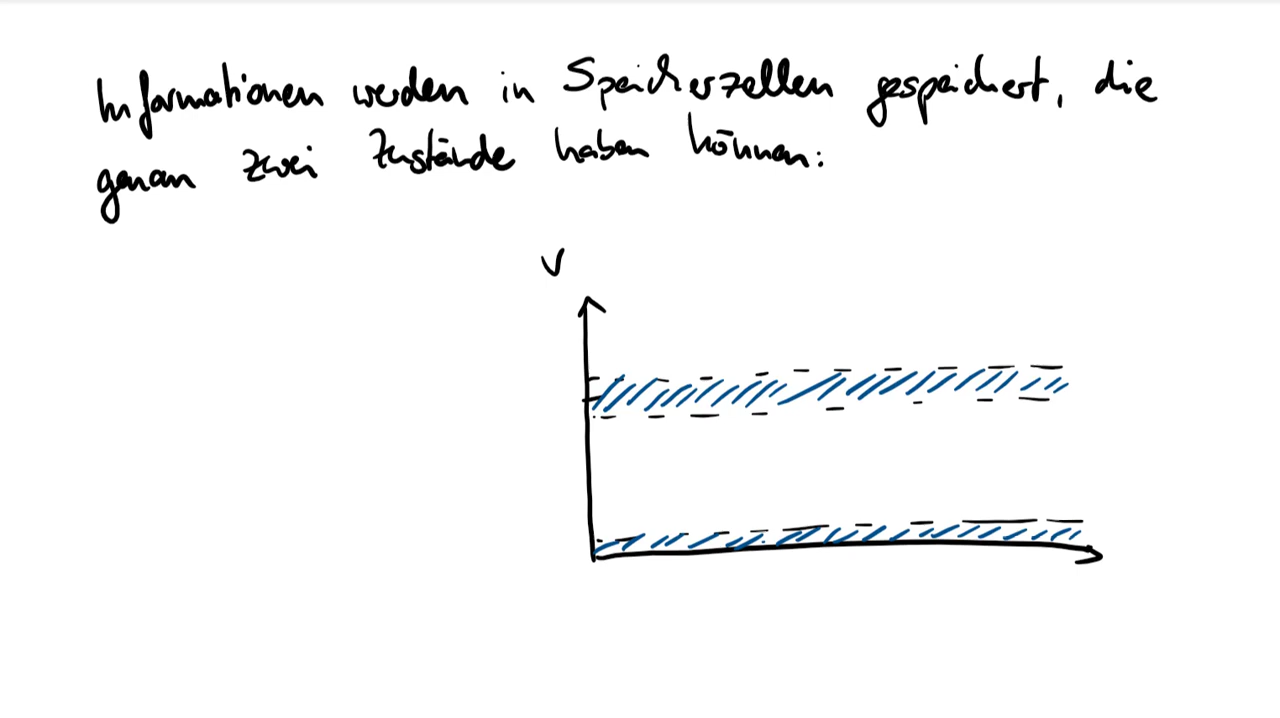 Informationen werden in Speicherzellen gespeichert, die
genau zwei Zustände haben können:
V